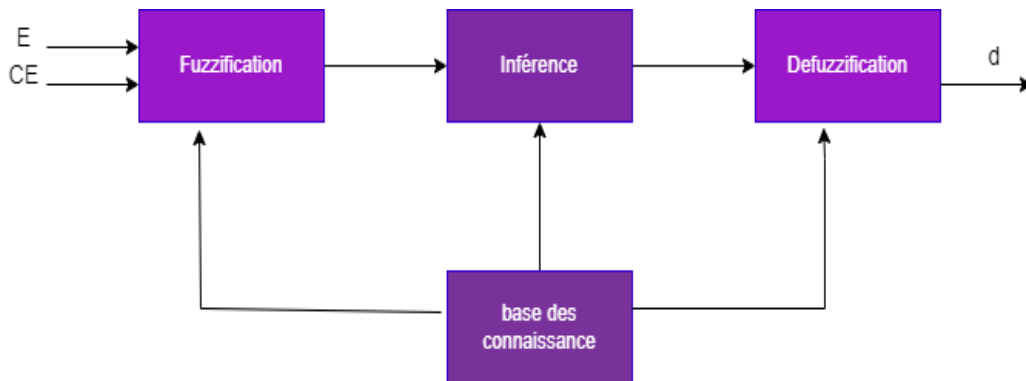 E
CE
Fuzzification
Inférence
Defuzzification
d
base des
connaissance